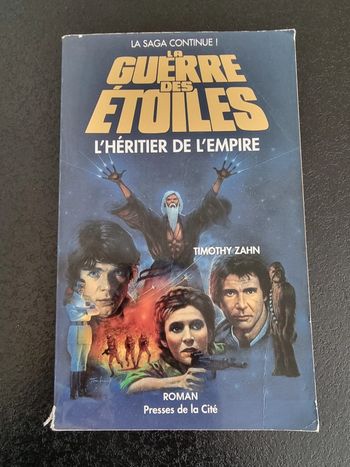 LA SAGA CONTINUE !
LA
GUERRE
DES
ÉTOILES
L'HÉRITIER DE L'EMPIRE
TIMOTHY ZAHN
ROMAN
Presses de la Cité